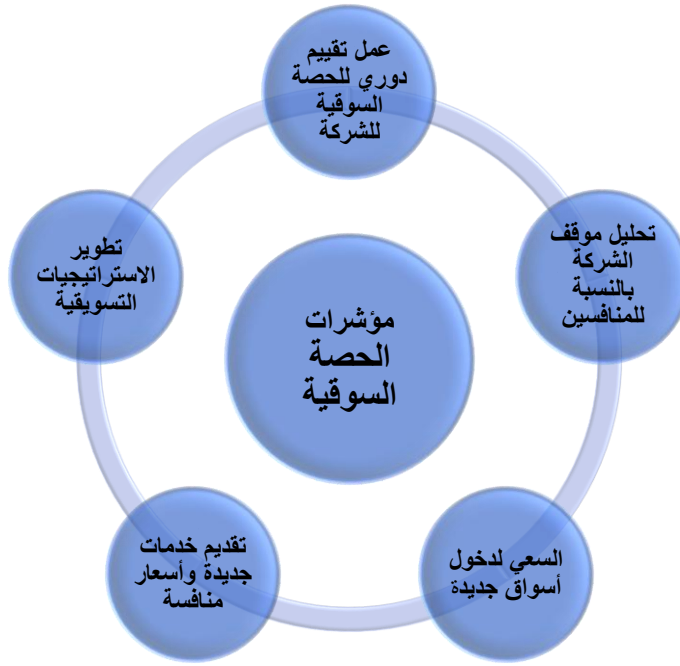 عمل تقييم
دوري للحصة
السوقية
للشركة
تحليل موقف
الشركة
بالنسبة
للمنافسين
السعي لدخول
أسواق جديدة
تقديم خدمات
جديدة وأسعار
منافسة
تطوير
الاستراتيجيات
التسويقية
مؤشرات
الحصة
السوقية